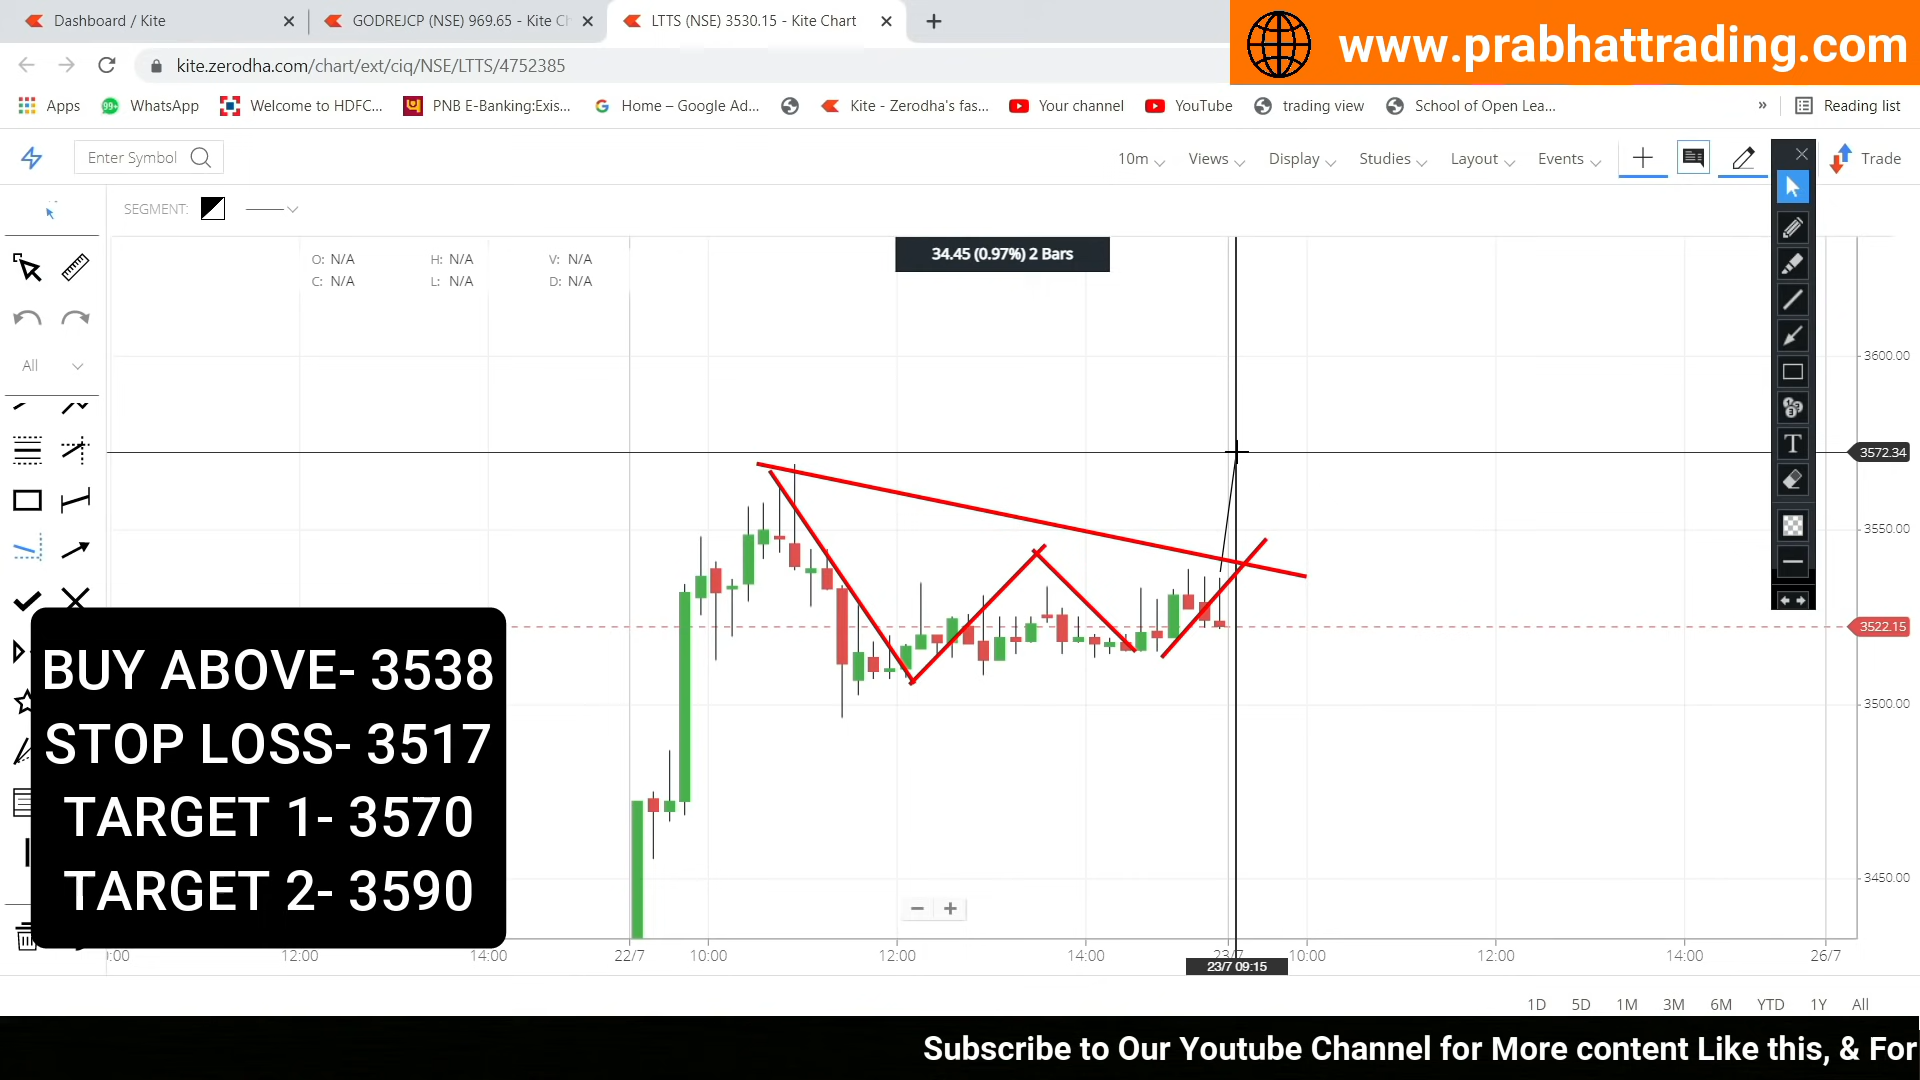 Dashboard / Kite
GODREJCP (NSE) 969.65 - Kite Ch
LTTS (NSE) 3530.15 - Kite Chart
www.prabhattrading.com
kite.zerodha.com/chart/ext/ciq/NSE/LTTS/4752385
Apps
99+
WhatsApp
Welcome to HDFC...
PNB E-Banking:Exis...
Home – Google Ad...
Kite - Zerodha's fas...
Your channel
YouTube
trading view
School of Open Lea...
»
Reading list
Enter Symbol
10m
Views
Display
Studies
Layout
Events
Trade
SEGMENT:
All
O: N/A
H: N/A
V: N/A
C: N/A
L: N/A
D: N/A
34.45 (0.97%) 2 Bars
T
3600.00
3572.34
3550.00
3522.15
3500.00
3450.00
BUY ABOVE- 3538
STOP LOSS- 3517
TARGET 1- 3570
TARGET 2- 3590
:00
12:00
14:00
22/7
10:00
12:00
14:00
23/7
10:00
12:00
14:00
26/7
23/7 09:15
1D
5D
1M
3M
6M
YTD
1Y
All
Subscribe to Our Youtube Channel for More content Like this, & For